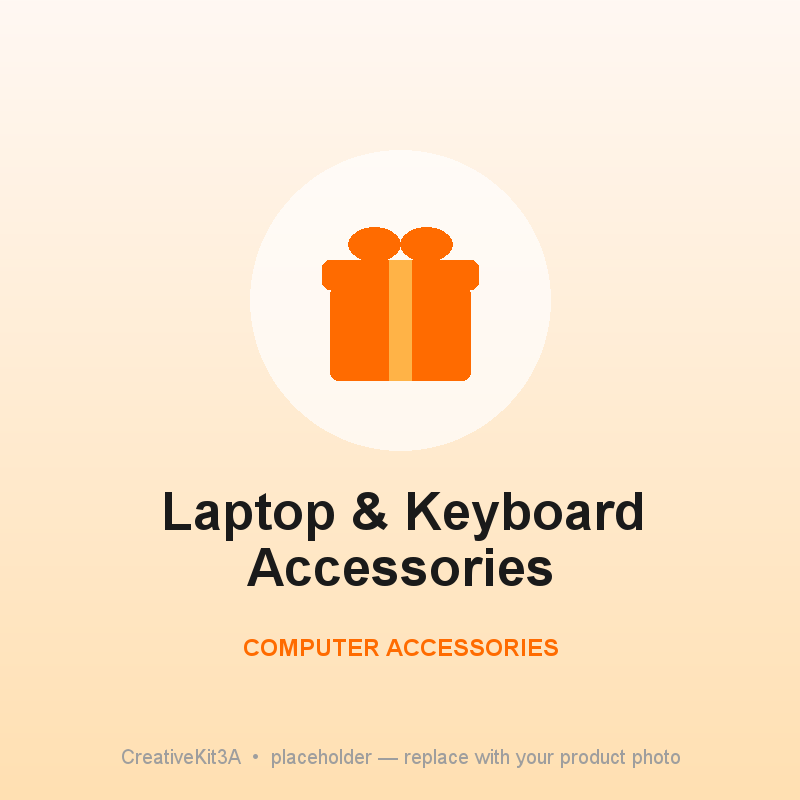 Laptop & Keyboard
Accessories
COMPUTER ACCESSORIES
CreativeKit3A • placeholder — replace with your product photo